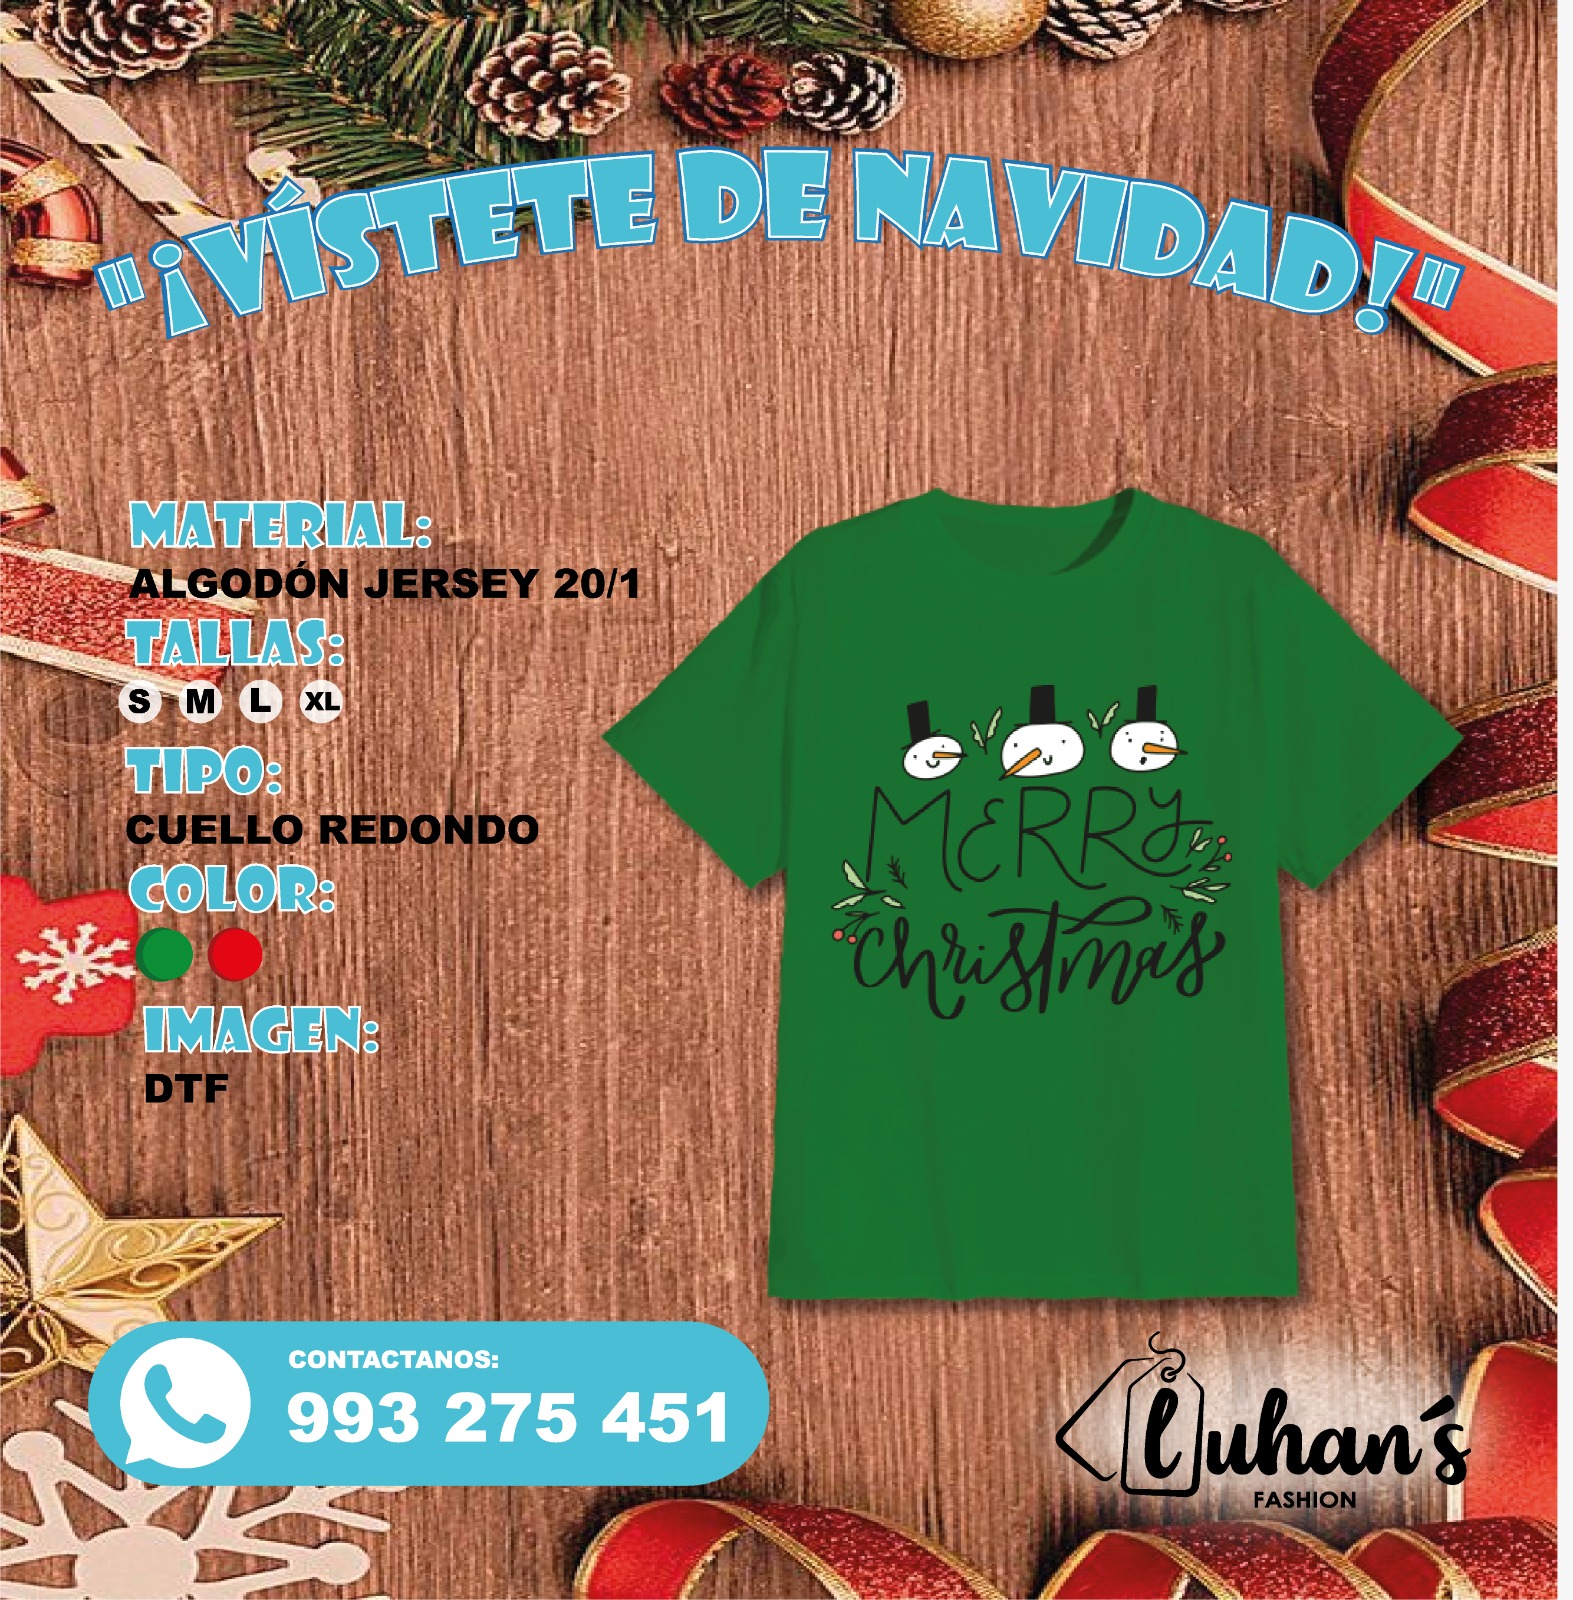 "¡VÍSTETE DE NAVIDAD!"
MATERIAL:
ALGODÓN JERSEY 20/1
TALLAS:
S M L XL
TIPO:
CUELLO REDONDO
COLOR:
IMAGEN:
DTF
MERRY
christmas
CONTACTANOS:
993 275 451
Luhan´s
FASHION